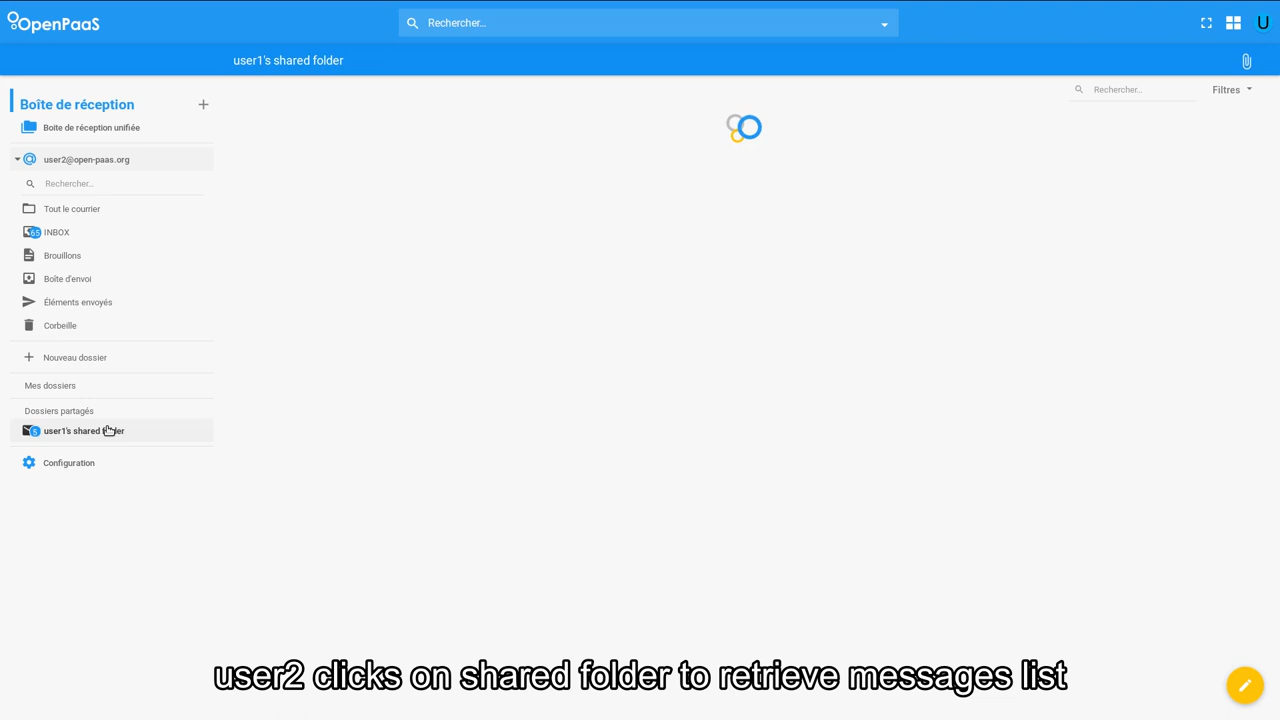 OpenPaaS
Rechercher...
U
user1's shared folder
Rechercher...
Filtres
Boîte de réception
Boite de réception unifiée
user2@open-paas.org
Rechercher...
Tout le courrier
65 INBOX
Brouillons
Boîte d'envoi
Éléments envoyés
Corbeille
Nouveau dossier
Mes dossiers
Dossiers partagés
5 user1's shared folder
Configuration
user2 clicks on shared folder to retrieve messages list